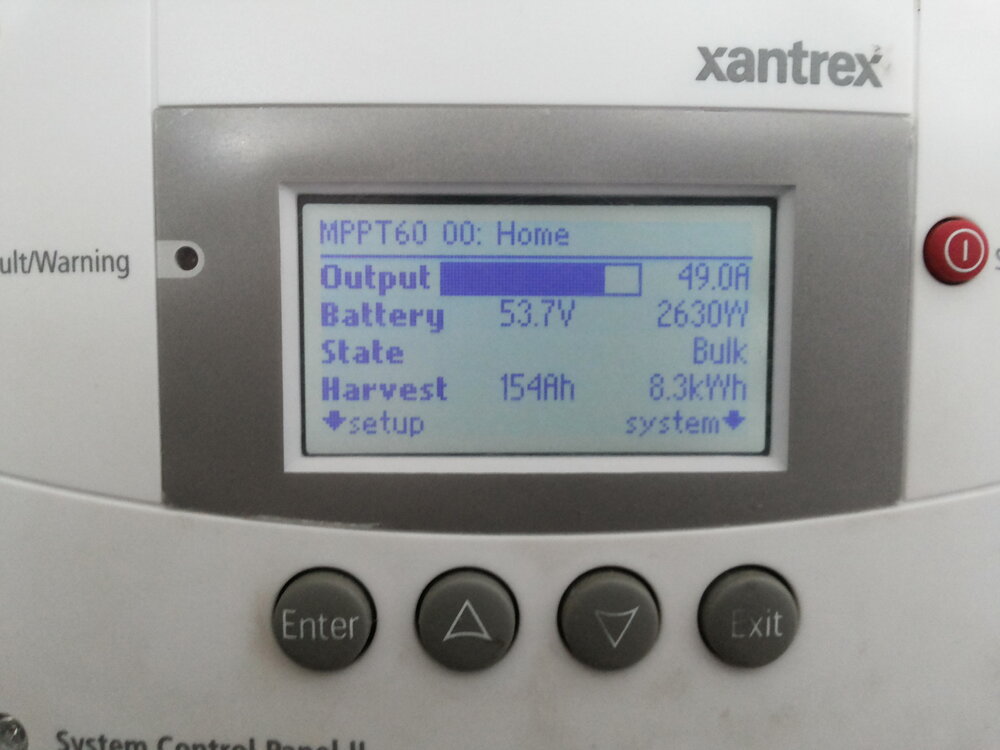 xantrex
ult/Warning
MPPT60 00: Home
Output 49.0A
Battery 53.7V 2630W
State Bulk
Harvest 154Ah 8.3kWh
setup system
Enter Exit
System Control Panel II